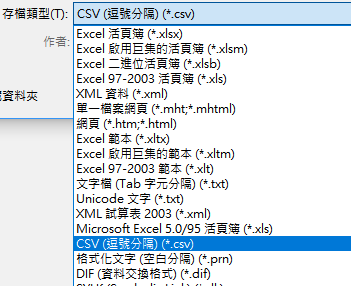 存檔類型(T): CSV (逗號分隔) (*.csv)
作者: Excel 活頁簿 (*.xlsx)
Excel 啟用巨集的活頁簿 (*.xlsm)
Excel 二進位活頁簿 (*.xlsb)
Excel 97-2003 活頁簿 (*.xls)
XML 資料 (*.xml)
單一檔案網頁 (*.mht;*.mhtml)
資料夾 網頁 (*.htm;*.html)
Excel 範本 (*.xltx)
Excel 啟用巨集的範本 (*.xltm)
Excel 97-2003 範本 (*.xlt)
文字檔 (Tab 字元分隔) (*.txt)
Unicode 文字 (*.txt)
XML 試算表 2003 (*.xml)
Microsoft Excel 5.0/95 活頁簿 (*.xls)
CSV (逗號分隔) (*.csv)
格式化文字 (空白分隔) (*.prn)
DIF (資料交換格式) (*.dif)